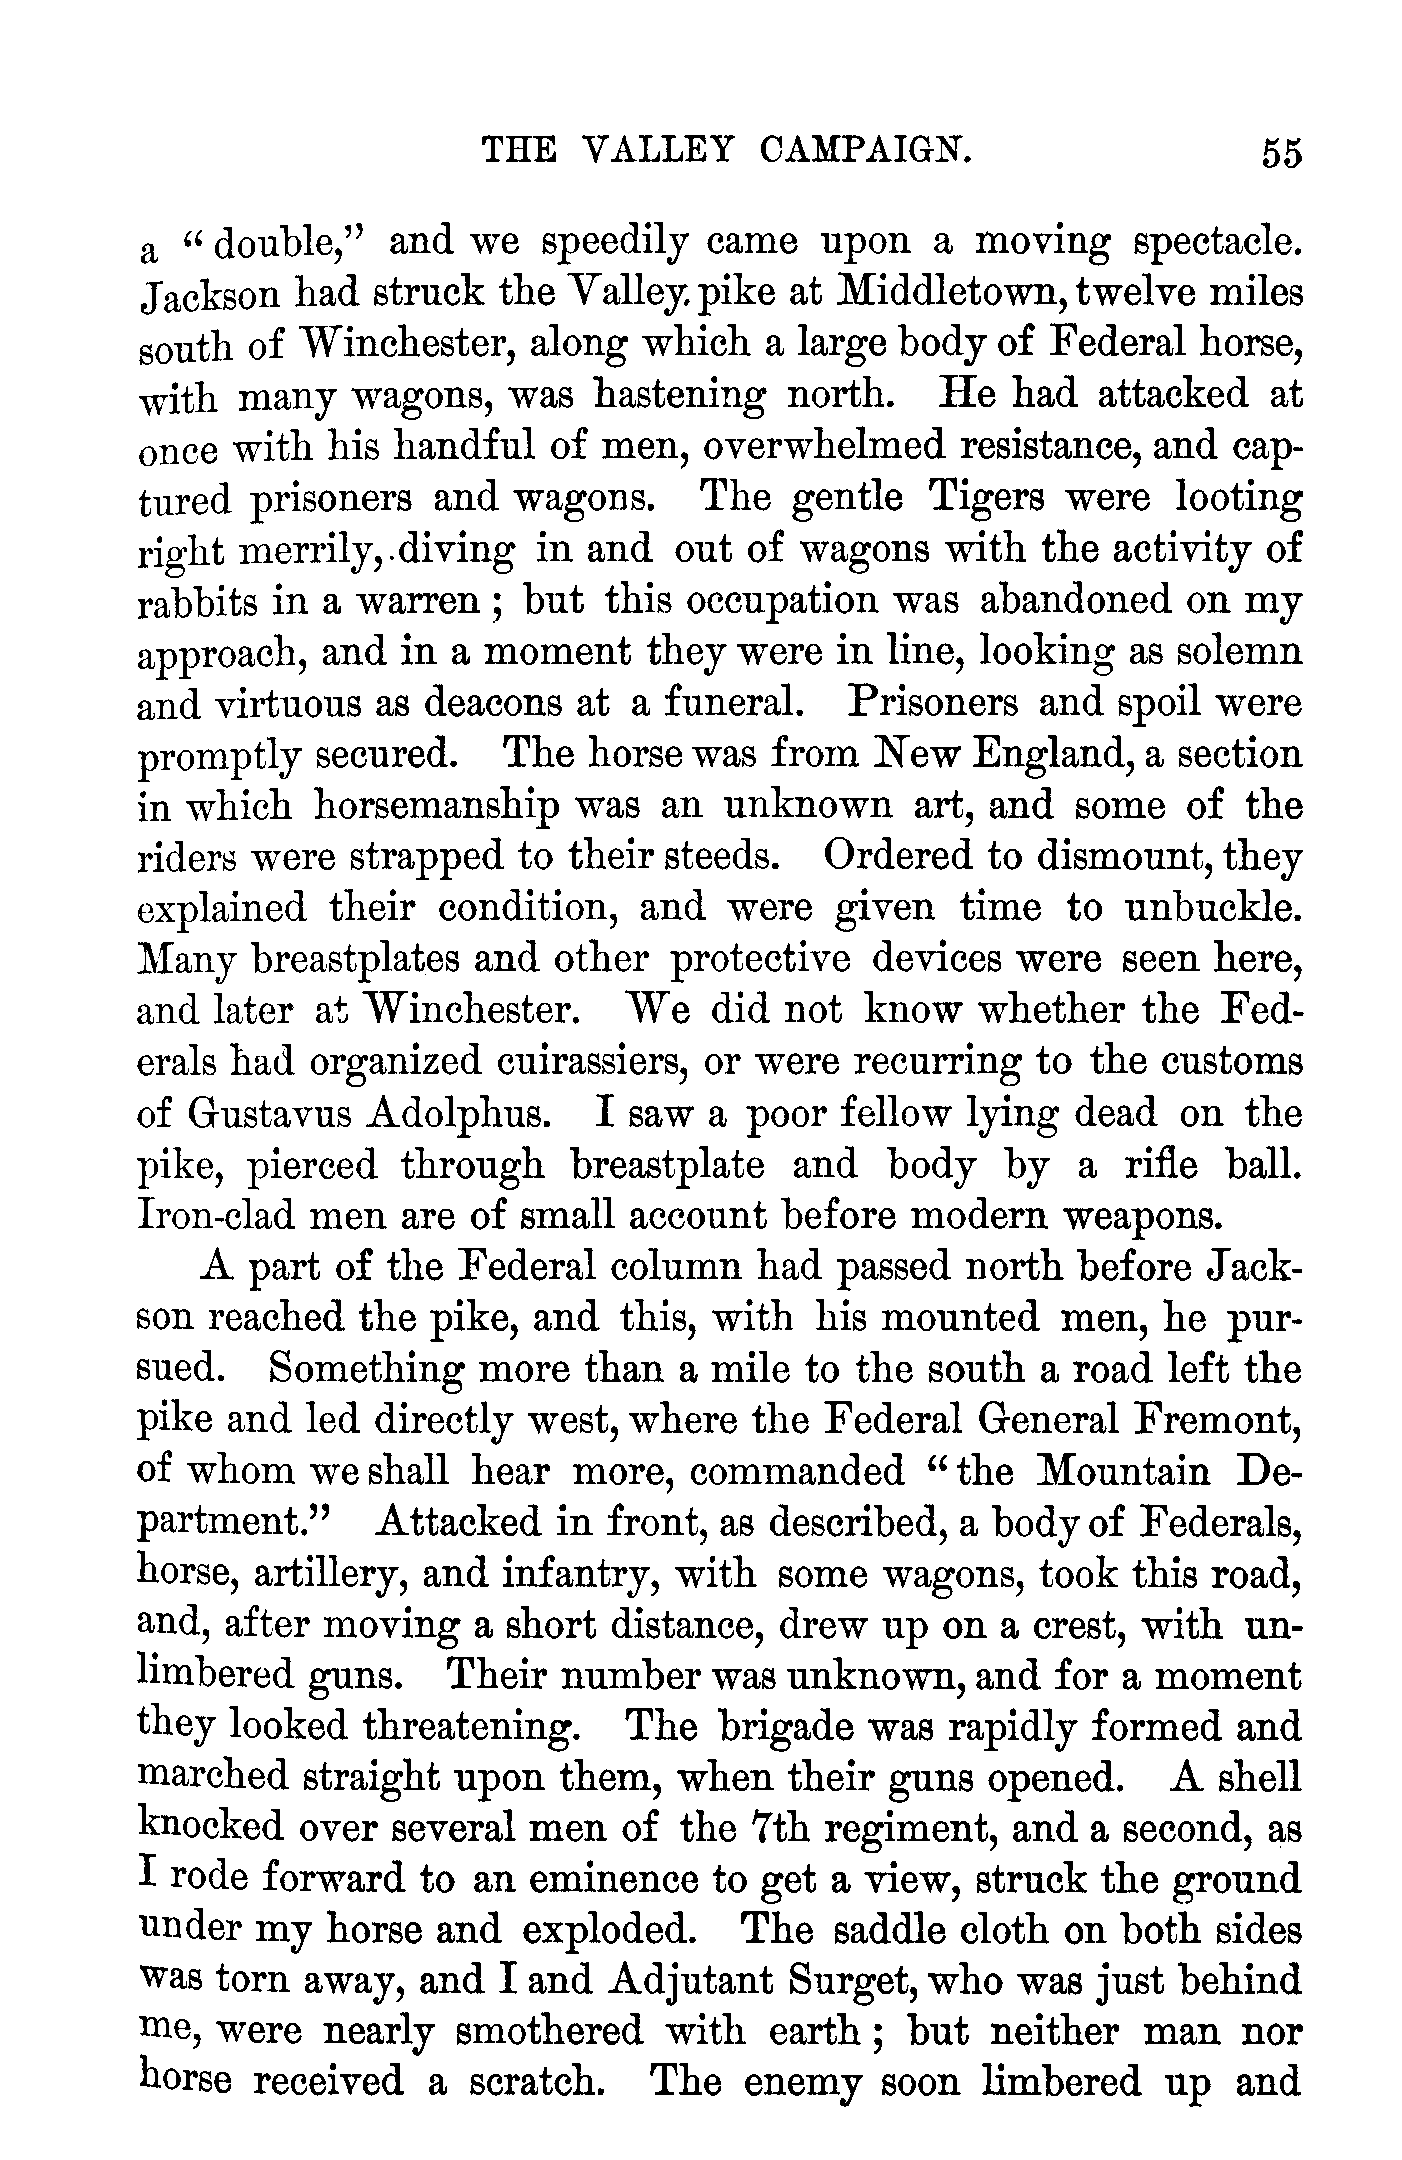 THE VALLEY CAMPAIGN. 55
a " double," and we speedily came upon a moving spectacle.
Jackson had struck the Valley pike at Middletown, twelve miles
south of Winchester, along which a large body of Federal horse,
with many wagons, was hastening north. He had attacked at
once with his handful of men, overwhelmed resistance, and cap-
tured prisoners and wagons. The gentle Tigers were looting
right merrily, diving in and out of wagons with the activity of
rabbits in a warren ; but this occupation was abandoned on my
approach, and in a moment they were in line, looking as solemn
and virtuous as deacons at a funeral. Prisoners and spoil were
promptly secured. The horse was from New England, a section
in which horsemanship was an unknown art, and some of the
riders were strapped to their steeds. Ordered to dismount, they
explained their condition, and were given time to unbuckle.
Many breastplates and other protective devices were seen here,
and later at Winchester. We did not know whether the Fed-
erals had organized cuirassiers, or were recurring to the customs
of Gustavus Adolphus. I saw a poor fellow lying dead on the
pike, pierced through breastplate and body by a rifle ball.
Iron-clad men are of small account before modern weapons.
A part of the Federal column had passed north before Jack-
son reached the pike, and this, with his mounted men, he pur-
sued. Something more than a mile to the south a road left the
pike and led directly west, where the Federal General Fremont,
of whom we shall hear more, commanded " the Mountain De-
partment." Attacked in front, as described, a body of Federals,
horse, artillery, and infantry, with some wagons, took this road,
and, after moving a short distance, drew up on a crest, with un-
limbered guns. Their number was unknown, and for a moment
they looked threatening. The brigade was rapidly formed and
marched straight upon them, when their guns opened. A shell
knocked over several men of the 7th regiment, and a second, as
I rode forward to an eminence to get a view, struck the ground
under my horse and exploded. The saddle cloth on both sides
was torn away, and I and Adjutant Surget, who was just behind
me, were nearly smothered with earth ; but neither man nor
horse received a scratch. The enemy soon limbered up and